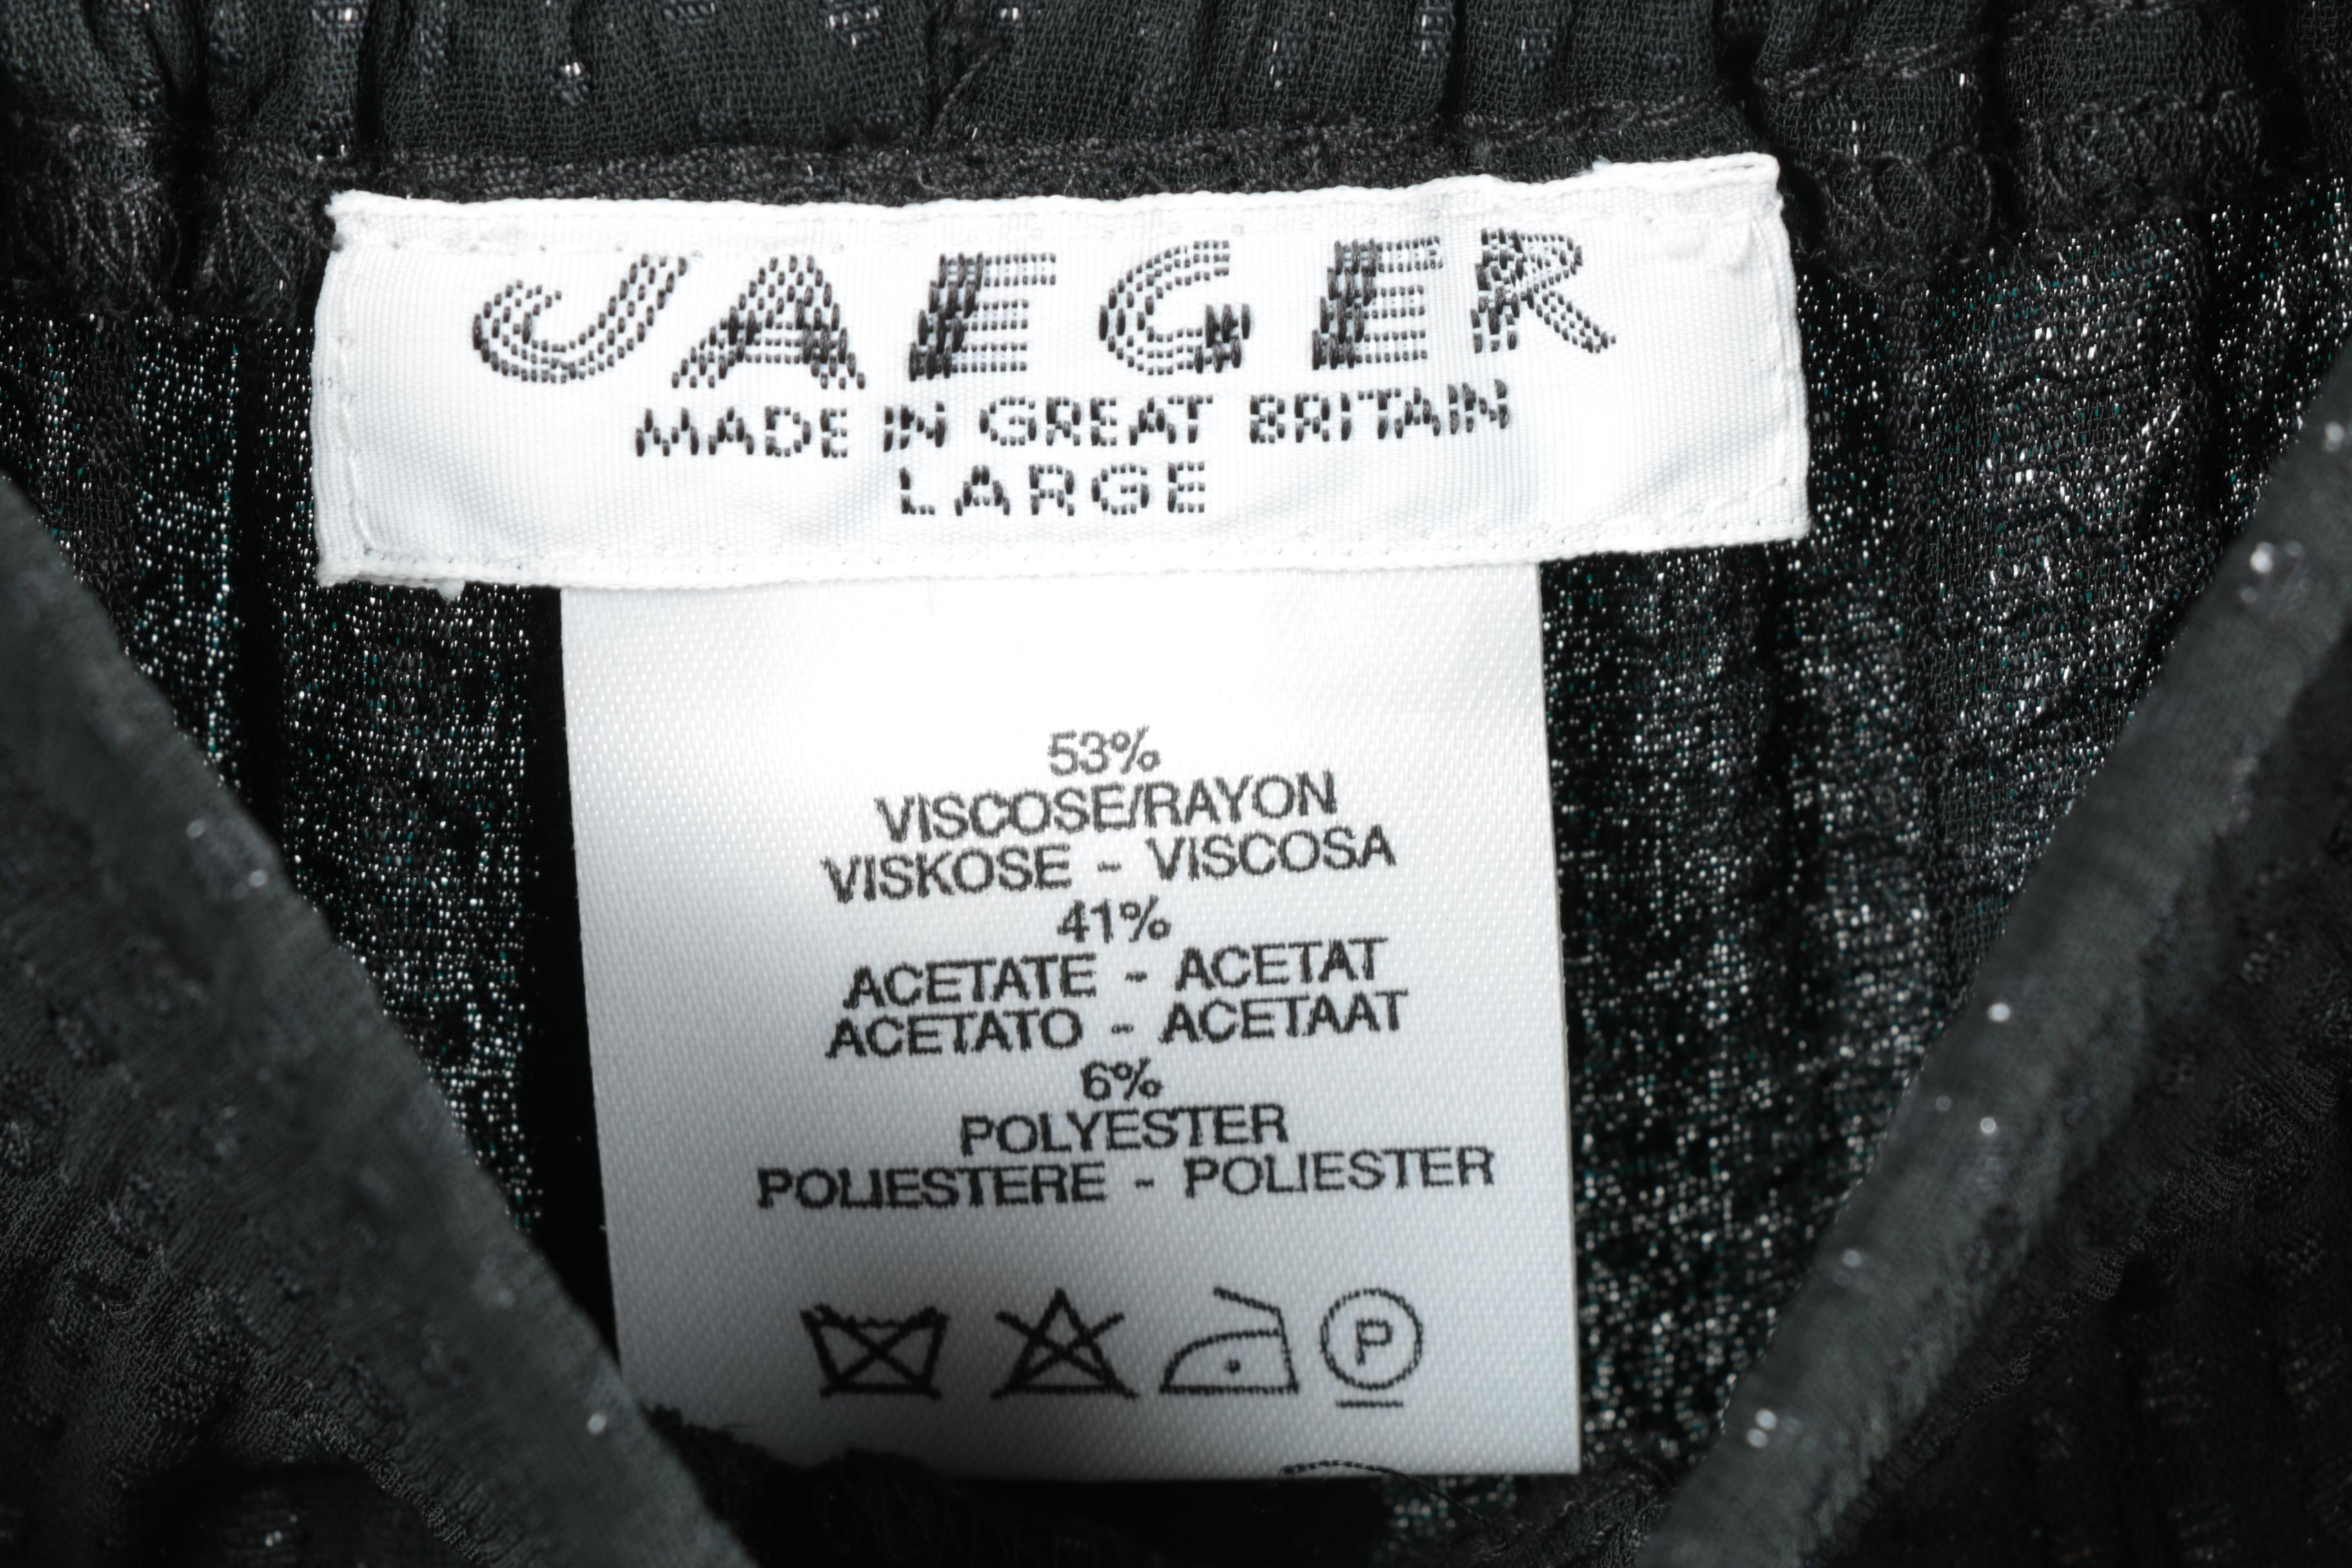 JAEGER
MADE IN GREAT BRITAIN
LARGE
53%
VISCOSE/RAYON
VISKOSE - VISCOSA
41%
ACETATE - ACETAT
ACETATO - ACETAAT
6%
POLYESTER
POLIESTERE - POLIESTER
P